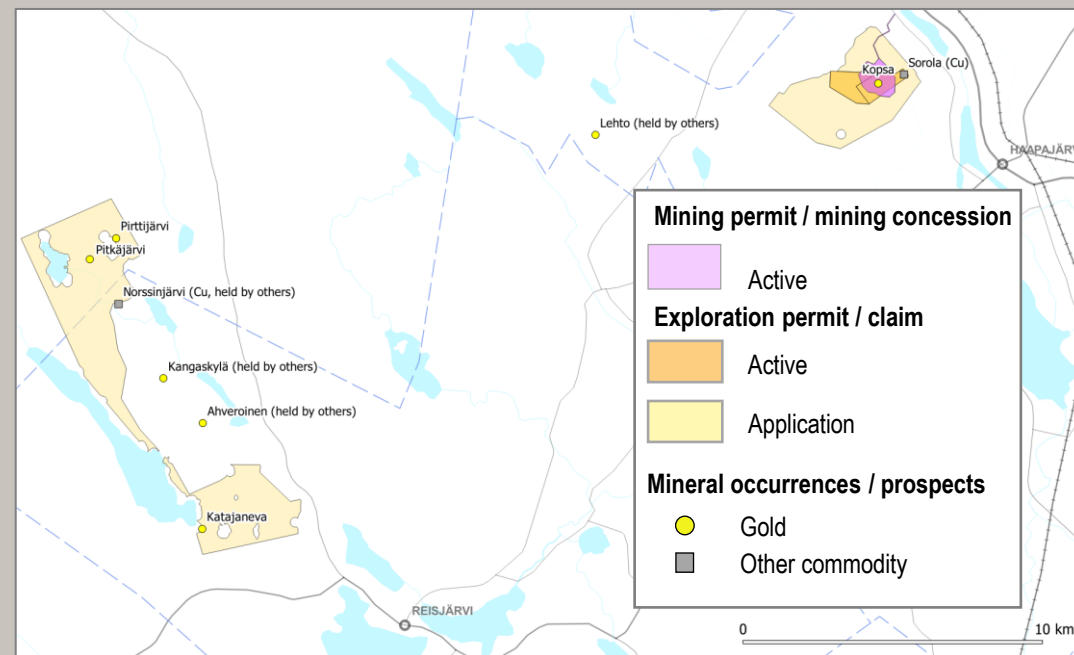 Kopsa
Sorola (Cu)
Lehto (held by others)
HAAPAJÄRV
Pirttijärvi
Pitkäjärvi
Norssinjärvi (Cu, held by others)
Kangaskylä (held by others)
Ahveroinen (held by others)
Katajaneva
REISJÄRVI
Mining permit / mining concession
Active
Exploration permit / claim
Active
Application
Mineral occurrences / prospects
Gold
Other commodity
0 10 km